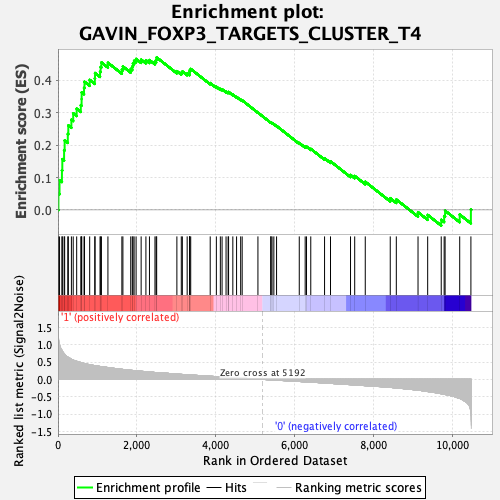 Enrichment plot:
GAVIN_FOXP3_TARGETS_CLUSTER_T4
Enrichment score (ES)
0.4
0.3
0.2
0.1
0.0
'1' (positively correlated)
Ranked list metric (Signal2Noise)
1.5
1.0
0.5
0.0
-0.5
-1.0
-1.5
Zero cross at 5192
'0' (negatively correlated)
0
2,000
4,000
6,000
8,000
10,000
Rank in Ordered Dataset
Enrichment profile
Hits
Ranking metric scores